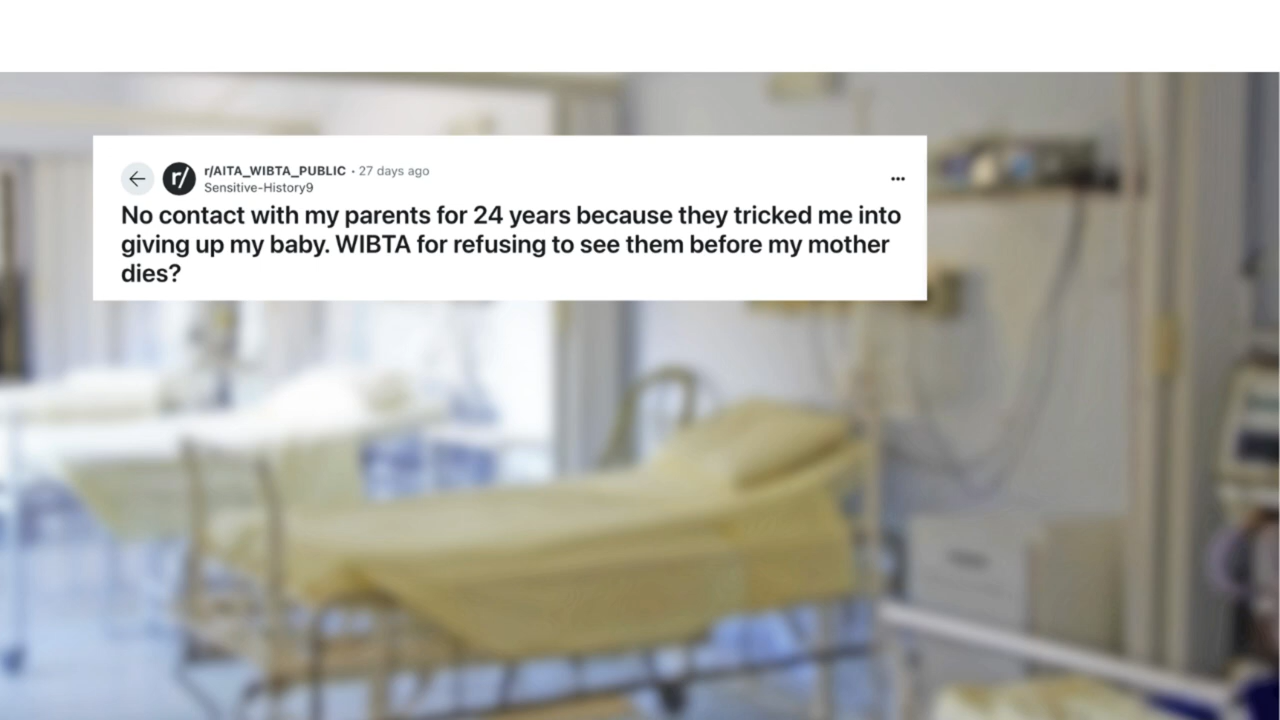 r/AITA_WIBTA_PUBLIC · 27 days ago
Sensitive-History9
No contact with my parents for 24 years because they tricked me into
giving up my baby. WIBTA for refusing to see them before my mother
dies?